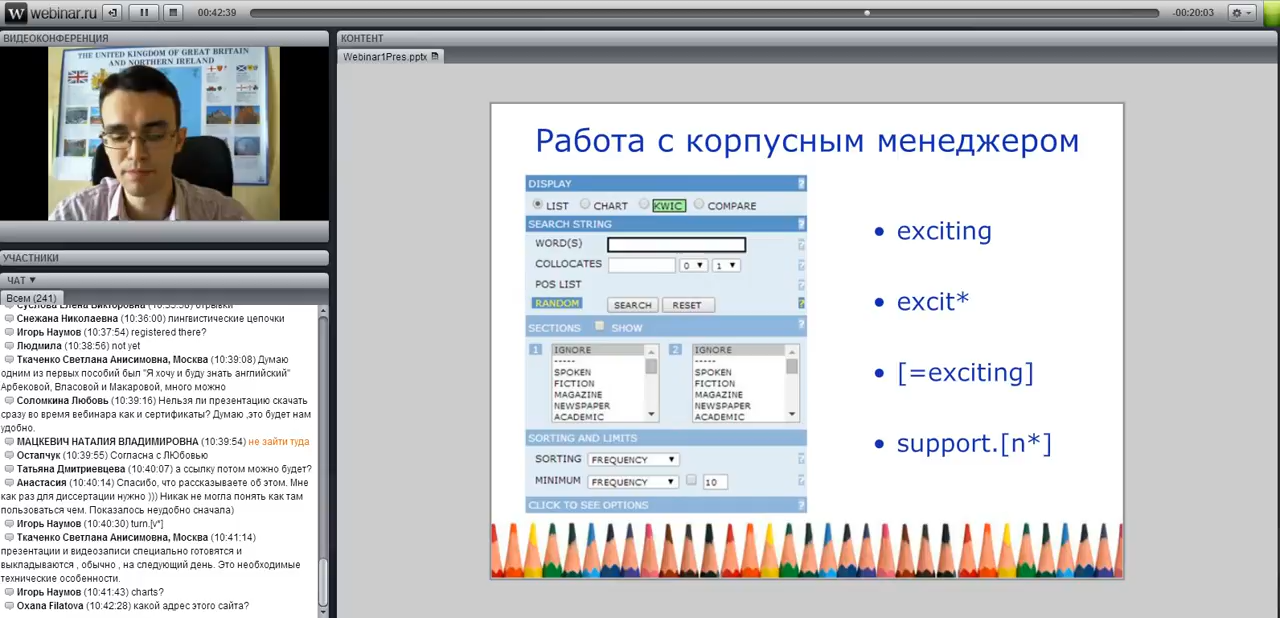 W webinar.ru 00:42:39 -00:20:03
ВИДЕОКОНФЕРЕНЦИЯ
THE UNITED KINGDOM OF GREAT BRITAIN
AND NORTHERN IRELAND
УЧАСТНИКИ
ЧАТ
Всем (241)
Суслова Елена Викторовна (10:35:58) отрывки
Снежана Николаевна (10:36:00) лингвистические цепочки
Игорь Наумов (10:37:54) registered there?
Людмила (10:38:56) not yet
Ткаченко Светлана Анисимовна, Москва (10:39:08) Думаю
одним из первых пособий был "Я хочу и буду знать английский"
Арбековой, Власовой и Макаровой, много можно
Соломкина Любовь (10:39:16) Нельзя ли презентацию скачать
сразу во время вебинара как и сертификаты? Думаю ,это будет нам
удобно.
МАЦКЕВИЧ НАТАЛИЯ ВЛАДИМИРОВНА (10:39:54) не зайти туда
Остапчук (10:39:55) Согласна с ЛЮбовью
Татьяна Дмитриевцева (10:40:07) а ссылку потом можно будет?
Анастасия (10:40:14) Спасибо, что рассказываете об этом. Мне
как раз для диссертации нужно ))) Никак не могла понять как там
пользоваться чем. Показалось неудобно сначала)
Игорь Наумов (10:40:30) turn.[v*]
Ткаченко Светлана Анисимовна, Москва (10:41:14)
презентации и видеозаписи специально готовятся и
выкладываются , обычно , на следующий день. Это необходимые
технические особенности.
Игорь Наумов (10:41:43) charts?
Oxana Filatova (10:42:28) какой адрес этого сайта?
КОНТЕНТ
Webinar1Pres.pptx
Работа с корпусным менеджером
DISPLAY ?
LIST CHART KWIC COMPARE
SEARCH STRING ?
WORD(S) ?
COLLOCATES 0 1 ?
POS LIST ?
RANDOM SEARCH RESET ?
SECTIONS SHOW ?
1 IGNORE 2 IGNORE
----- -----
SPOKEN SPOKEN
FICTION FICTION
MAGAZINE MAGAZINE
NEWSPAPER NEWSPAPER
ACADEMIC ACADEMIC
SORTING AND LIMITS
SORTING FREQUENCY ?
MINIMUM FREQUENCY 10 ?
CLICK TO SEE OPTIONS ?
• exciting
• excit*
• [=exciting]
• support.[n*]